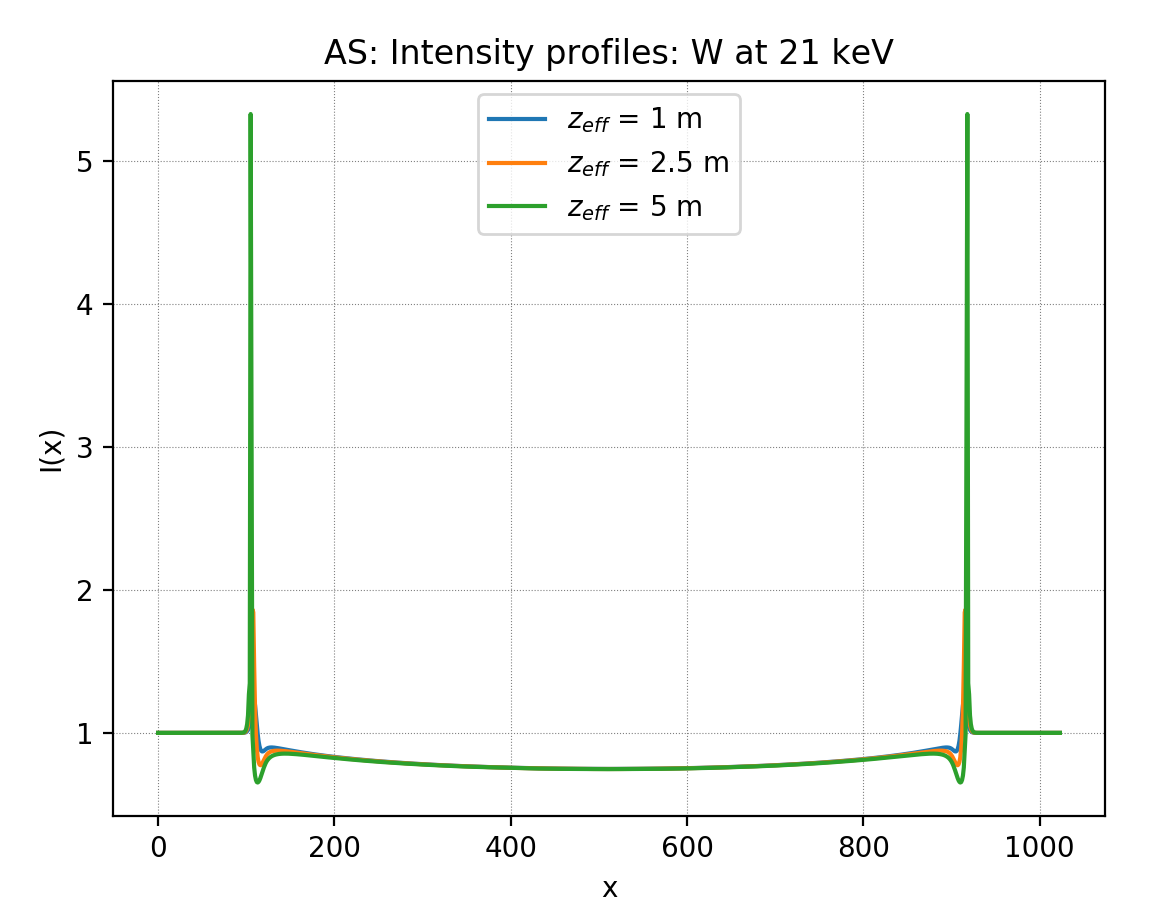 AS: Intensity profiles: W at 21 keV
z_eff = 1 m
z_eff = 2.5 m
z_eff = 5 m
5
4
3
2
1
I(x)
0 200 400 600 800 1000
x